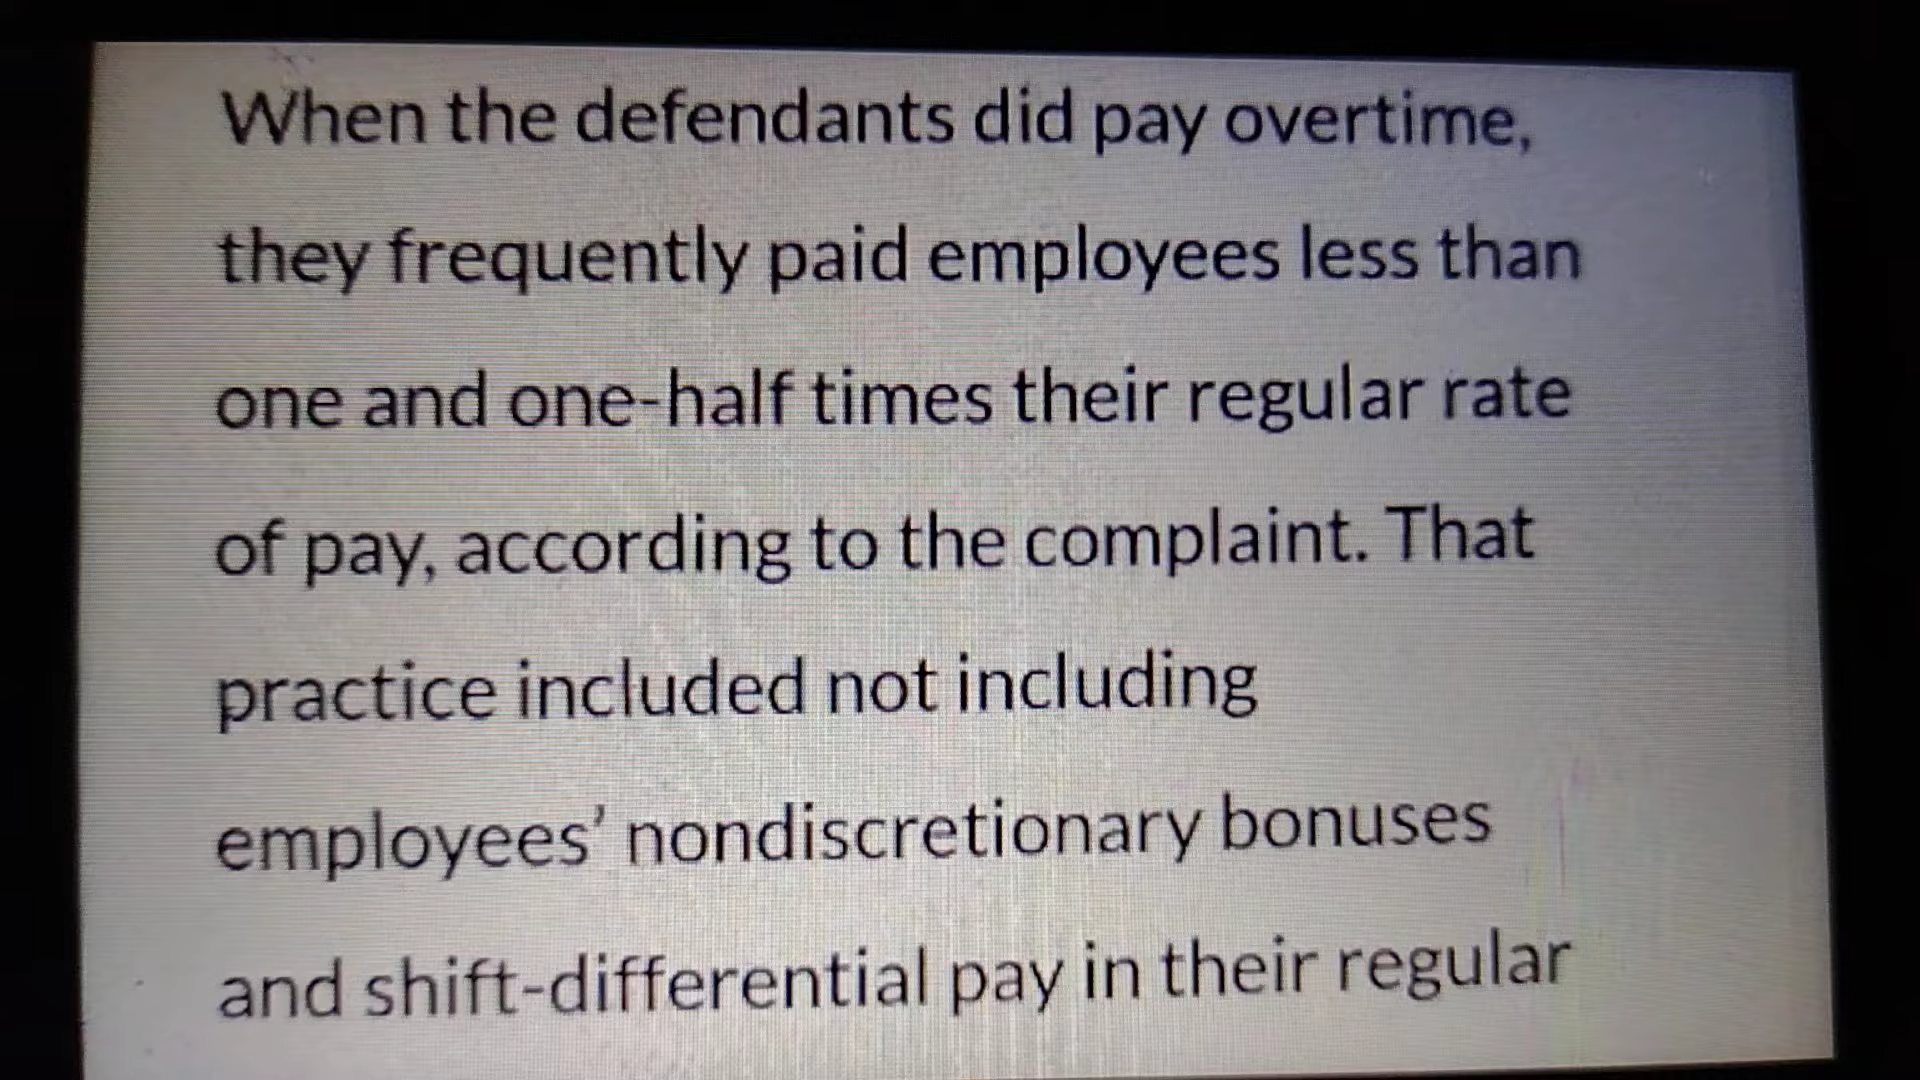 When the defendants did pay overtime,
they frequently paid employees less than
one and one-half times their regular rate
of pay, according to the complaint. That
practice included not including
employees’ nondiscretionary bonuses
and shift-differential pay in their regular